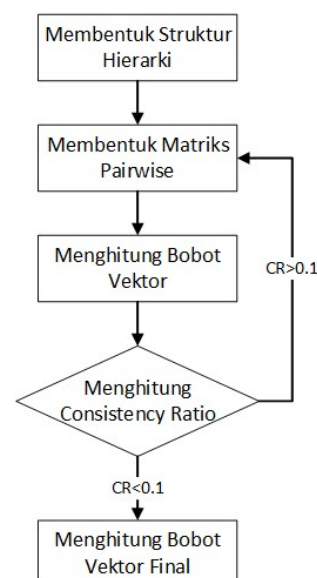 Membentuk Struktur
Hierarki
Membentuk Matriks
Pairwise
Menghitung Bobot
Vektor
CR>0.1
Menghitung
Consistency Ratio
CR<0.1
Menghitung Bobot
Vektor Final